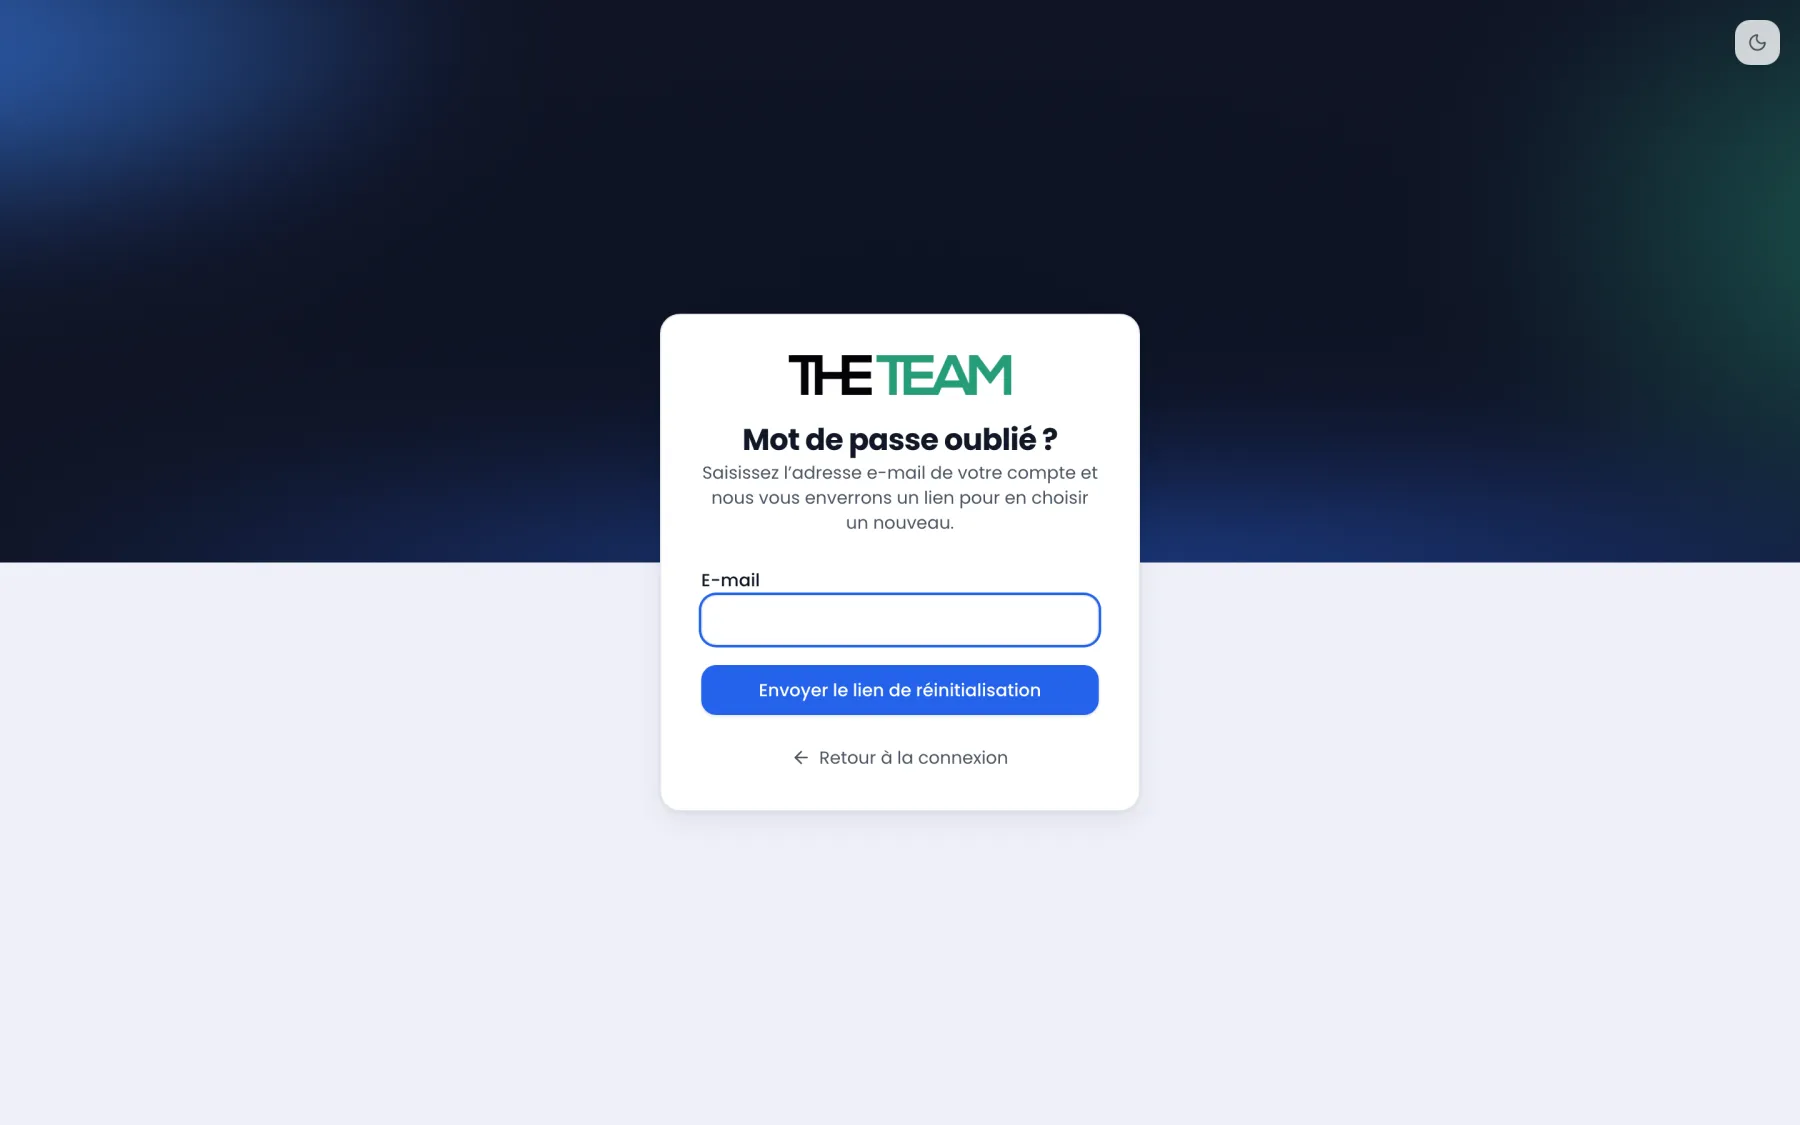 THE TEAM
Mot de passe oublié ?
Saisissez l’adresse e-mail de votre compte et
nous vous enverrons un lien pour en choisir
un nouveau.
E-mail
Envoyer le lien de réinitialisation
Retour à la connexion